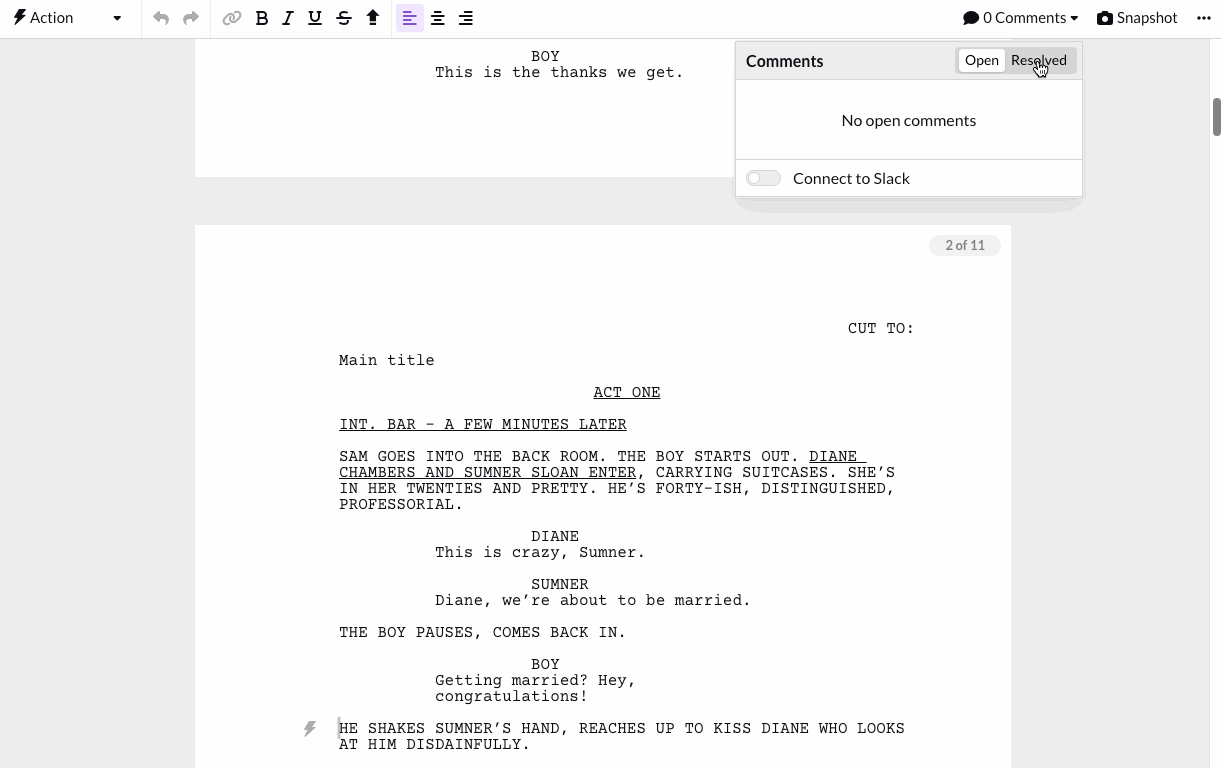 Action
B I U S
0 Comments
Snapshot
BOY
This is the thanks we get.
Comments
Open
Resolved
No open comments
Connect to Slack
2 of 11
CUT TO:
Main title
ACT ONE
INT. BAR – A FEW MINUTES LATER
SAM GOES INTO THE BACK ROOM. THE BOY STARTS OUT. DIANE
CHAMBERS AND SUMNER SLOAN ENTER, CARRYING SUITCASES. SHE’S
IN HER TWENTIES AND PRETTY. HE’S FORTY–ISH, DISTINGUISHED,
PROFESSORIAL.
DIANE
This is crazy, Sumner.
SUMNER
Diane, we’re about to be married.
THE BOY PAUSES, COMES BACK IN.
BOY
Getting married? Hey,
congratulations!
HE SHAKES SUMNER’S HAND, REACHES UP TO KISS DIANE WHO LOOKS
AT HIM DISDAINFULLY.